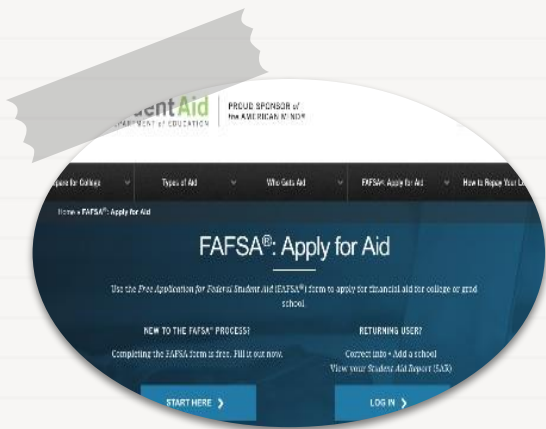 Aid
PROUD SPONSOR of
the AMERICAN MIND®
for College
Types of Aid
Who Gets Aid
FAFSA®: Apply for Aid
How to Repay Your
Home » FAFSA®: Apply for Aid
FAFSA®: Apply for Aid
Use the Free Application for Federal Student Aid (FAFSA®) form to apply for financial aid for college or grad
school.
NEW TO THE FAFSA® PROCESS?
Completing the FAFSA form is free. Fill it out now.
START HERE ❯
RETURNING USER?
Correct info • Add a school
View your Student Aid Report (SAR)
LOG IN ❯